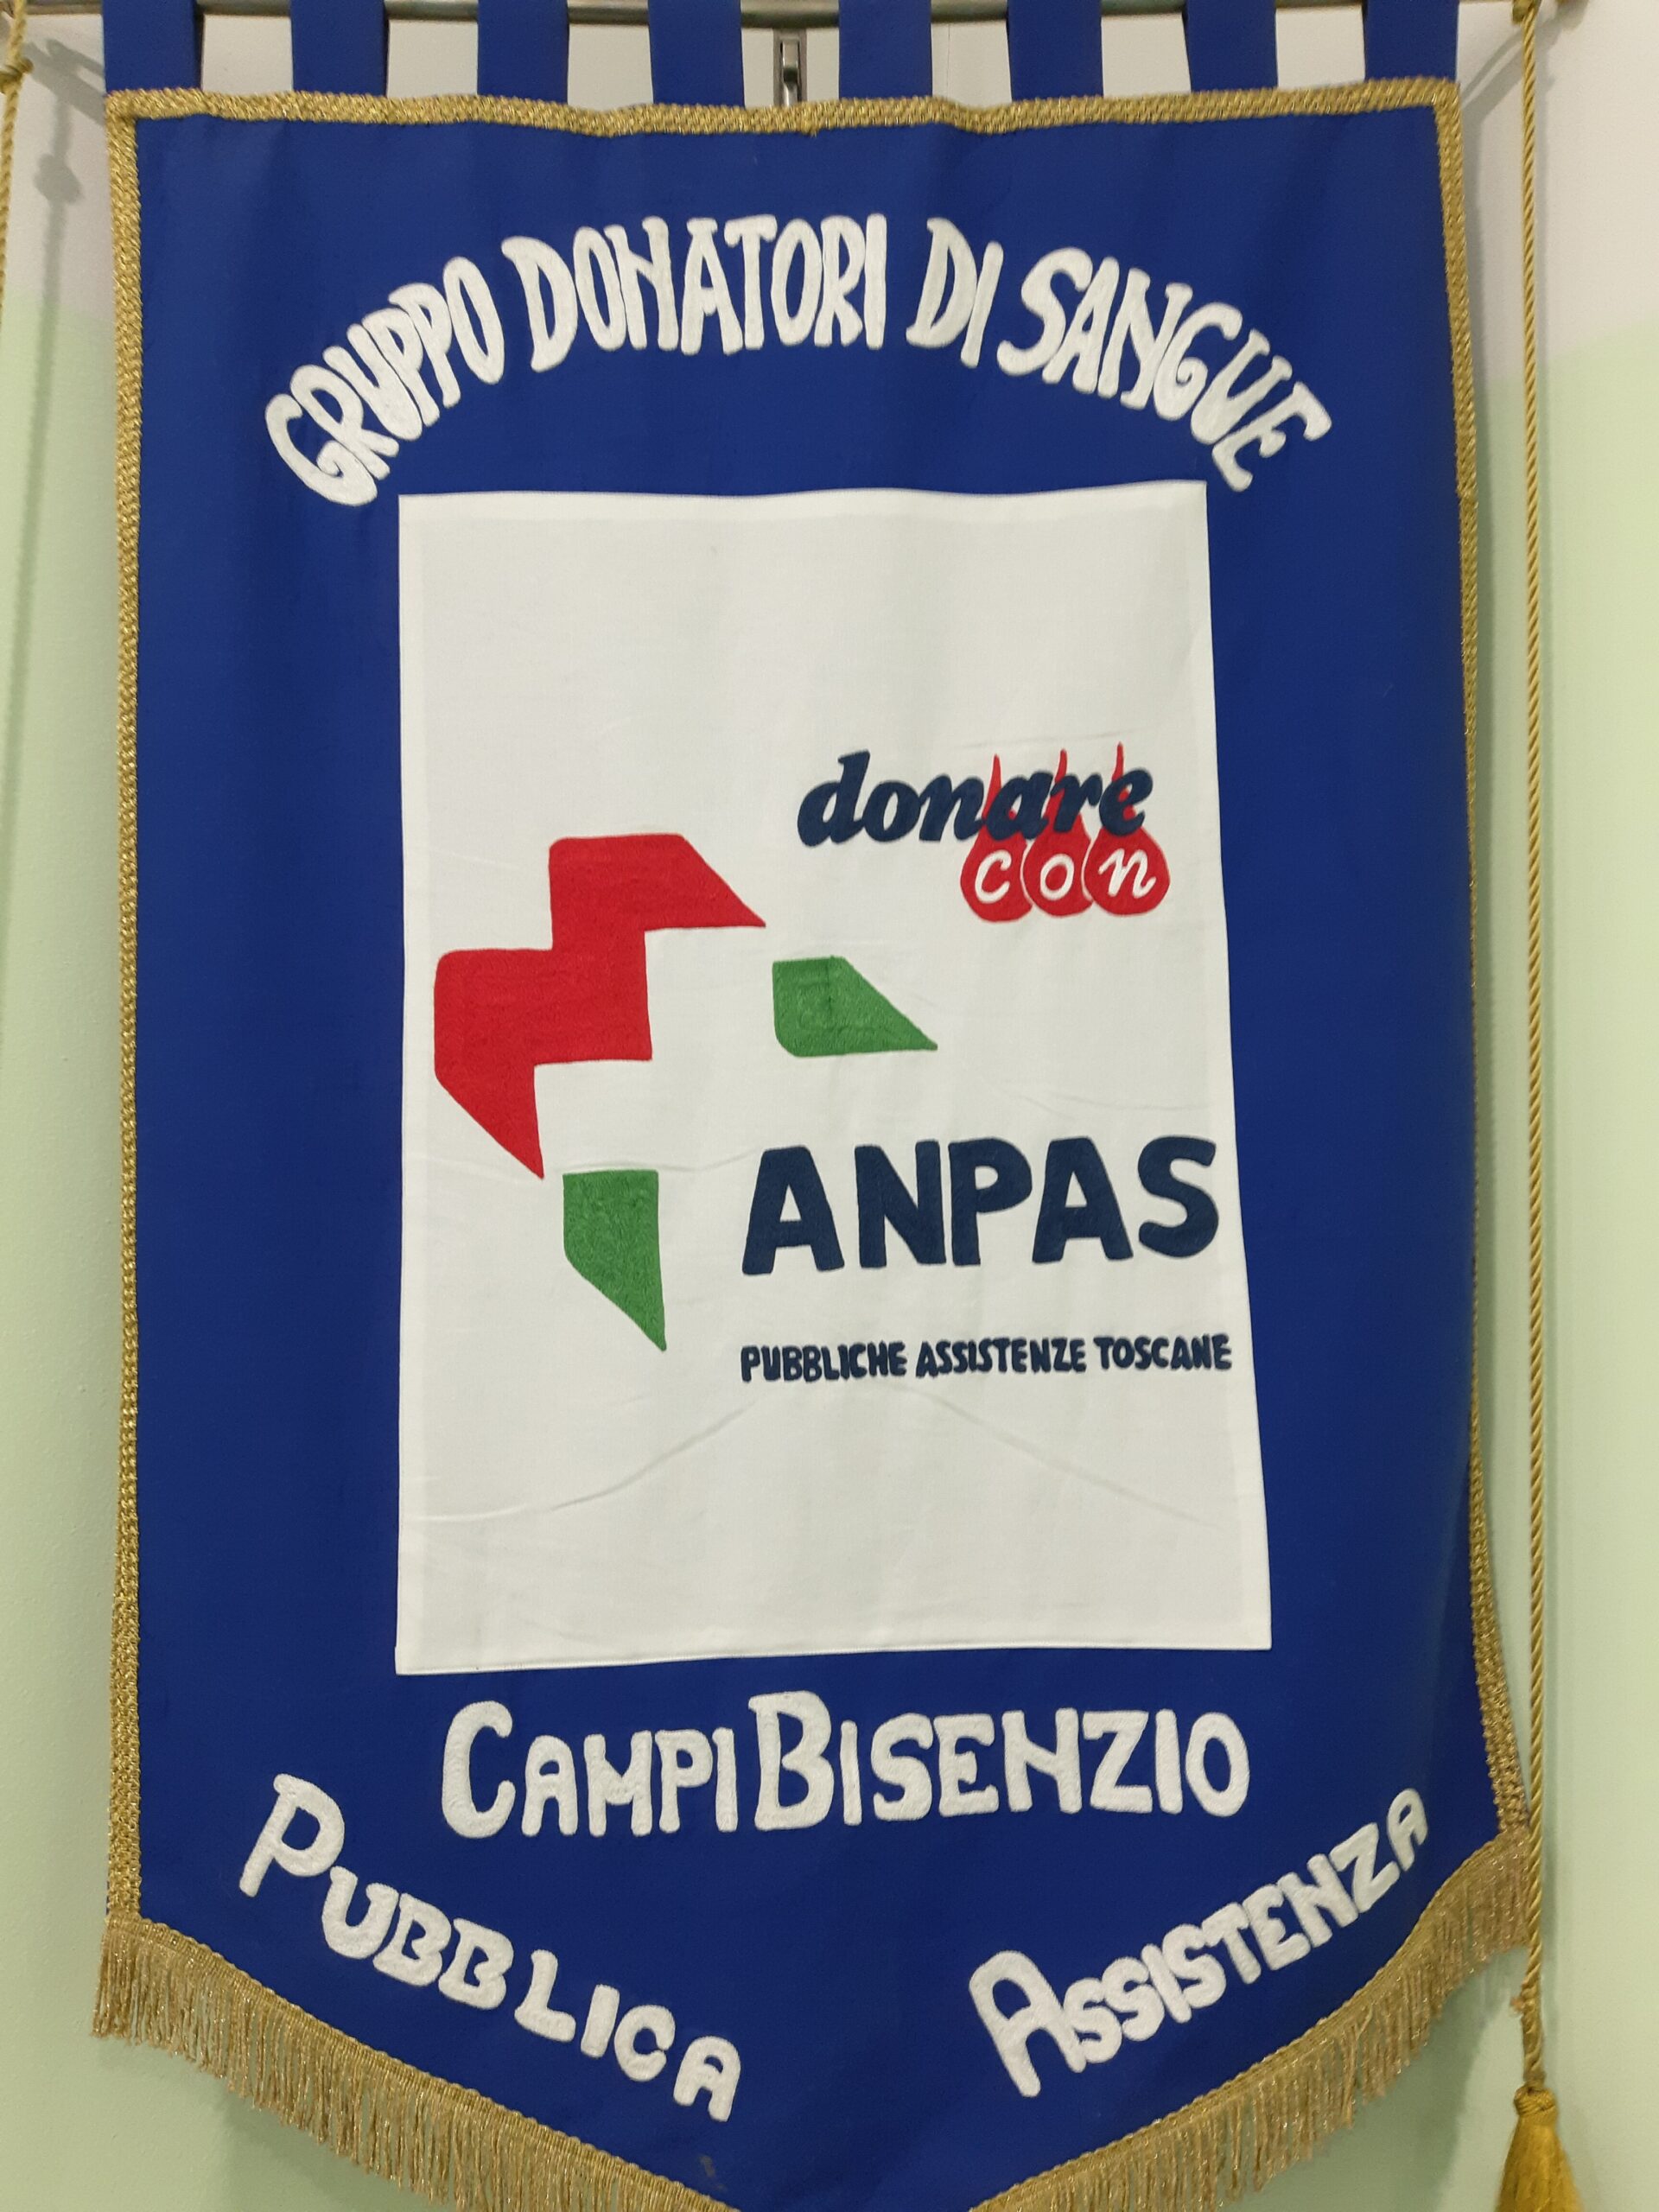 GRUPPO DONATORI DI SANGUE
donare
con
ANPAS
PUBBLICHE ASSISTENZE TOSCANE
CAMPI BISENZIO
PUBBLICA ASSISTENZA